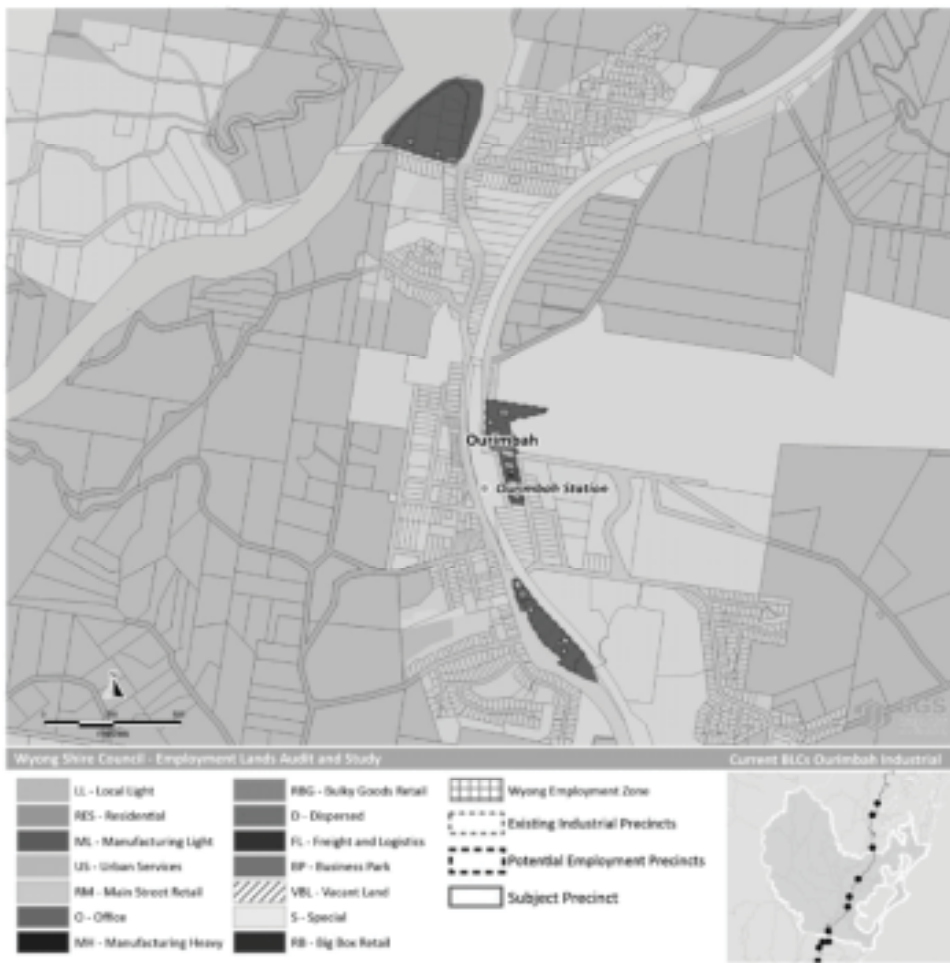 Ourimbah
Ourimbah Station
Wyong Shire Council - Employment Lands Audit and Study
Current BLCs Ourimbah Industrial
LL - Local Light
RES - Residential
ML - Manufacturing Light
US - Urban Services
RM - Main Street Retail
O - Office
MH - Manufacturing Heavy
RBG - Bulky Goods Retail
D - Dispersed
FL - Freight and Logistics
BP - Business Park
VBL - Vacant Land
S - Special
RB - Big Box Retail
Wyong Employment Zone
Existing Industrial Precincts
Potential Employment Precincts
Subject Precinct